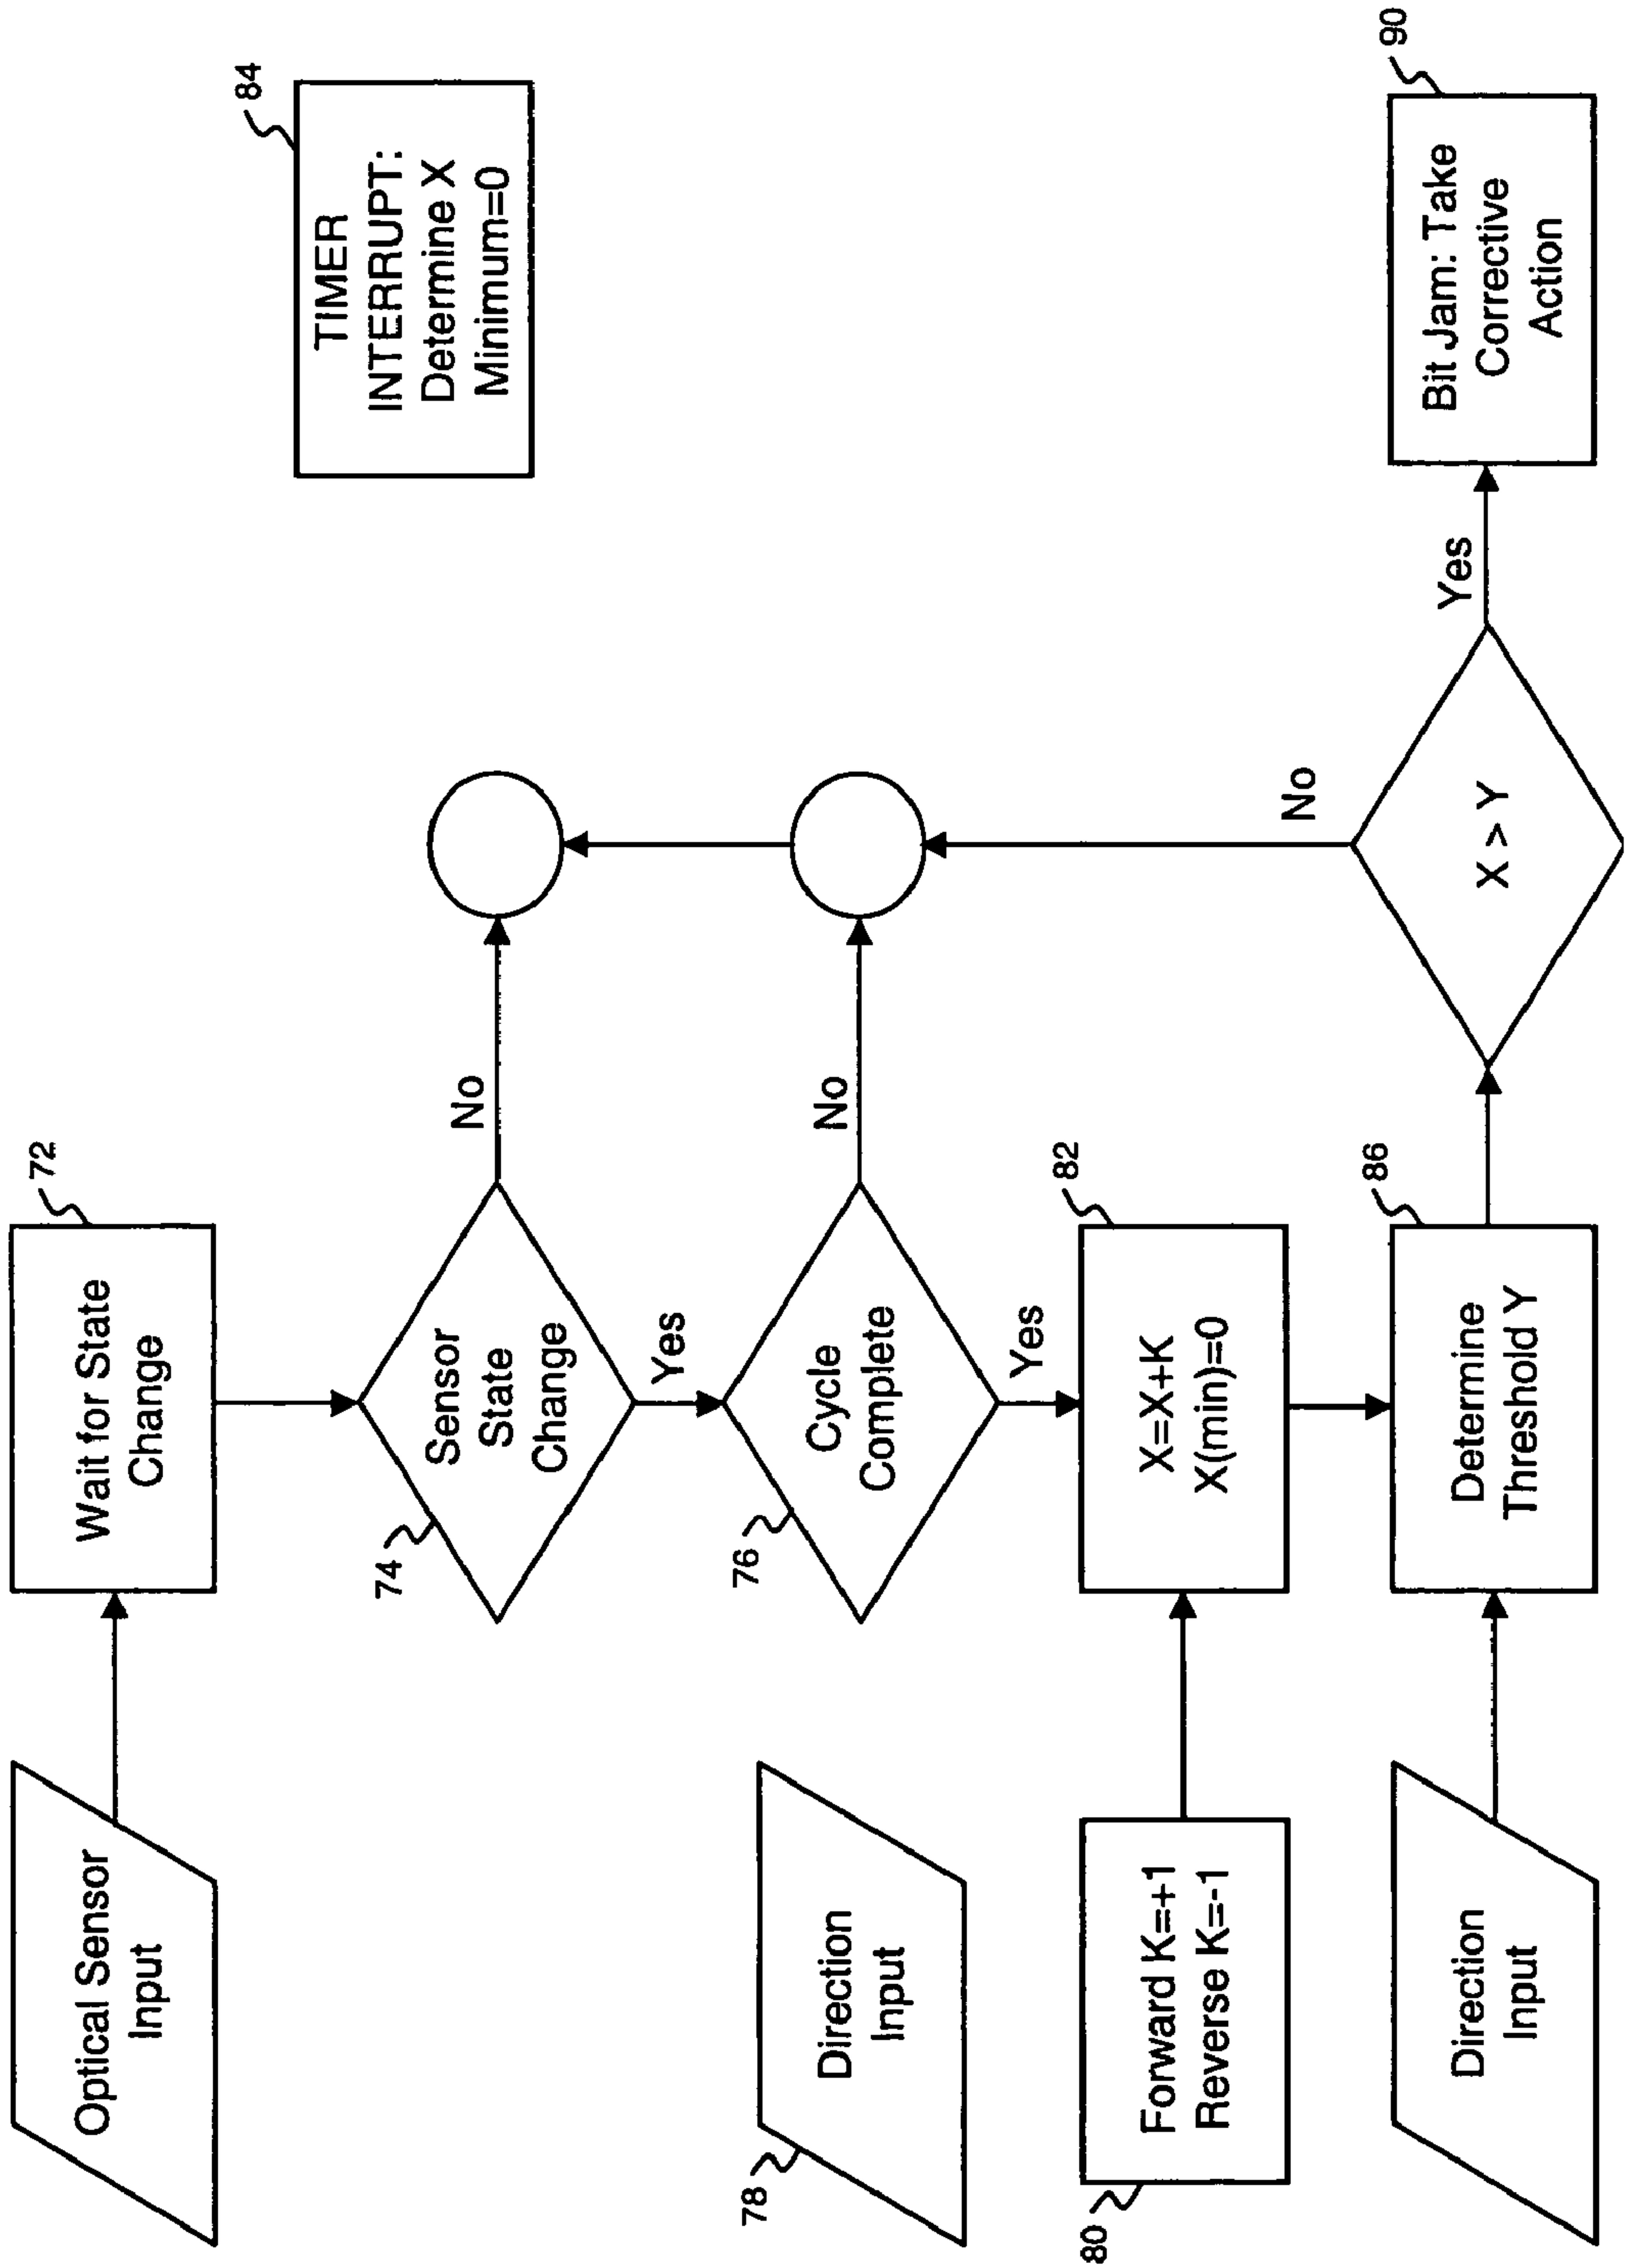 Optical Sensor
Input
72
Wait for State
Change
84
TIMER
INTERRUPT:
Determine X
Minimum=0
74
Sensor
State
Change
No
Yes
78
Direction
Input
76
Cycle
Complete
No
Yes
80
Forward K=+1
Reverse K=-1
82
X=X+K
X(min)=0
Direction
Input
86
Determine
Threshold Y
X > Y
No
Yes
90
Bit Jam: Take
Corrective
Action